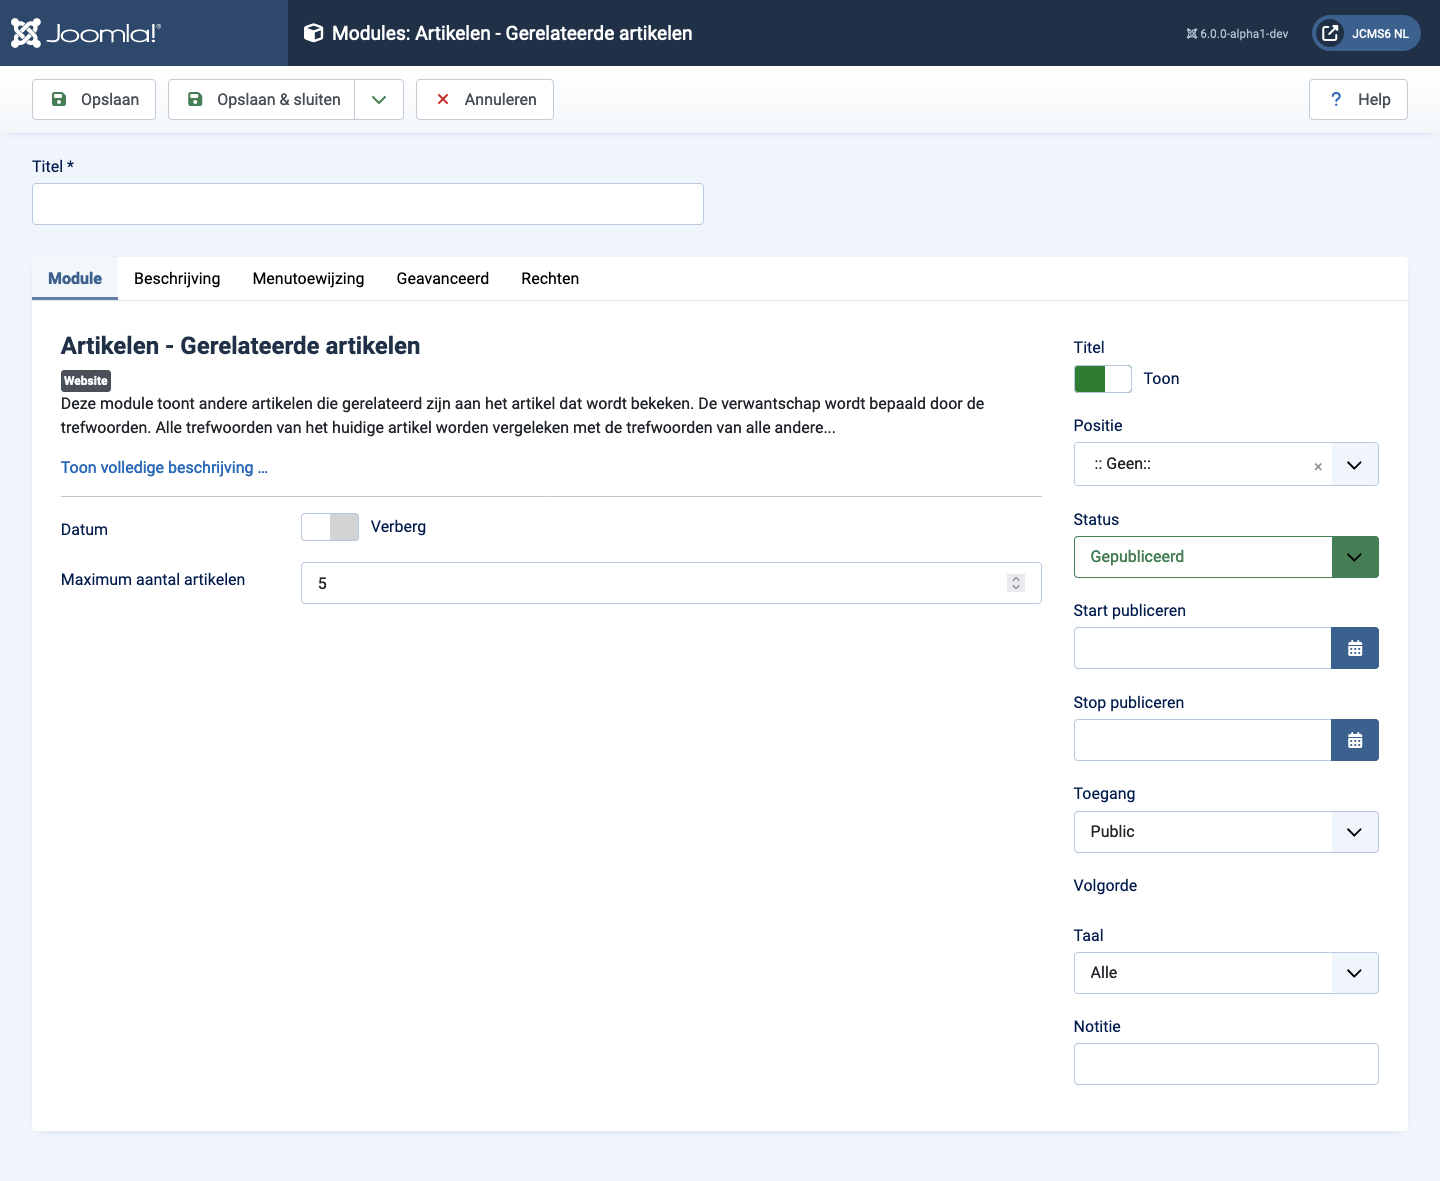 Joomla!®
Modules: Artikelen - Gerelateerde artikelen
6.0.0-alpha1-dev
JCMS6 NL
Opslaan
Opslaan & sluiten
Annuleren
? Help
Titel *
Module
Beschrijving
Menutoewijzing
Geavanceerd
Rechten
Artikelen - Gerelateerde artikelen
Website
Deze module toont andere artikelen die gerelateerd zijn aan het artikel dat wordt bekeken. De verwantschap wordt bepaald door de
trefwoorden. Alle trefwoorden van het huidige artikel worden vergeleken met de trefwoorden van alle andere...
Toon volledige beschrijving ...
Datum
Verberg
Maximum aantal artikelen
5
Titel
Toon
Positie
:: Geen::
×
Status
Gepubliceerd
Start publiceren
Stop publiceren
Toegang
Public
Volgorde
Taal
Alle
Notitie